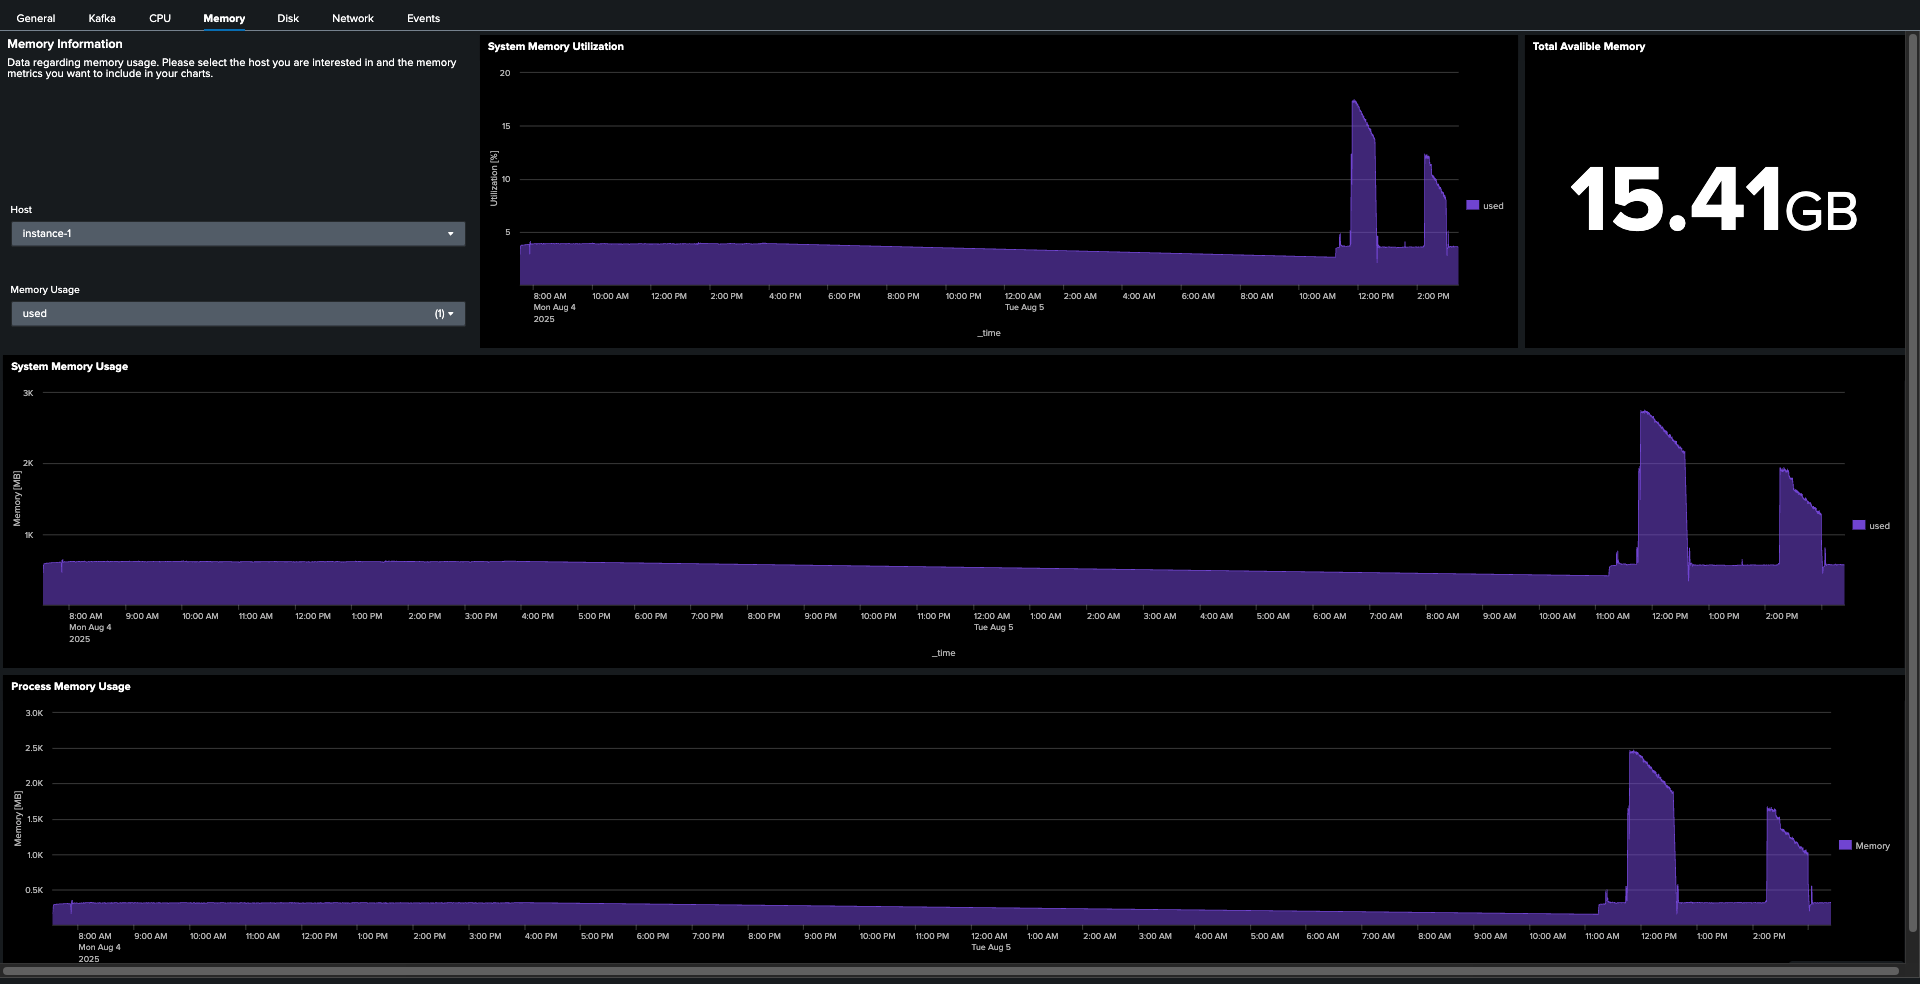 General Kafka CPU Memory Disk Network Events
Memory Information
Data regarding memory usage. Please select the host you are interested in and the memory
metrics you want to include in your charts.
Host
instance-1
Memory Usage
used (1)
System Memory Utilization
20
15
10
5
Utilization [%]
8:00 AM 10:00 AM 12:00 PM 2:00 PM 4:00 PM 6:00 PM 8:00 PM 10:00 PM 12:00 AM 2:00 AM 4:00 AM 6:00 AM 8:00 AM 10:00 AM 12:00 PM 2:00 PM
Mon Aug 4 Tue Aug 5
2025
_time
used
Total Avalible Memory
15.41GB
System Memory Usage
3K
2K
1K
Memory [MB]
8:00 AM 9:00 AM 10:00 AM 11:00 AM 12:00 PM 1:00 PM 2:00 PM 3:00 PM 4:00 PM 5:00 PM 6:00 PM 7:00 PM 8:00 PM 9:00 PM 10:00 PM 11:00 PM 12:00 AM 1:00 AM 2:00 AM 3:00 AM 4:00 AM 5:00 AM 6:00 AM 7:00 AM 8:00 AM 9:00 AM 10:00 AM 11:00 AM 12:00 PM 1:00 PM 2:00 PM
Mon Aug 4 Tue Aug 5
2025
_time
used
Process Memory Usage
3.0K
2.5K
2.0K
1.5K
1.0K
0.5K
Memory [MB]
8:00 AM 9:00 AM 10:00 AM 11:00 AM 12:00 PM 1:00 PM 2:00 PM 3:00 PM 4:00 PM 5:00 PM 6:00 PM 7:00 PM 8:00 PM 9:00 PM 10:00 PM 11:00 PM 12:00 AM 1:00 AM 2:00 AM 3:00 AM 4:00 AM 5:00 AM 6:00 AM 7:00 AM 8:00 AM 9:00 AM 10:00 AM 11:00 AM 12:00 PM 1:00 PM 2:00 PM
Mon Aug 4 Tue Aug 5
2025
Memory